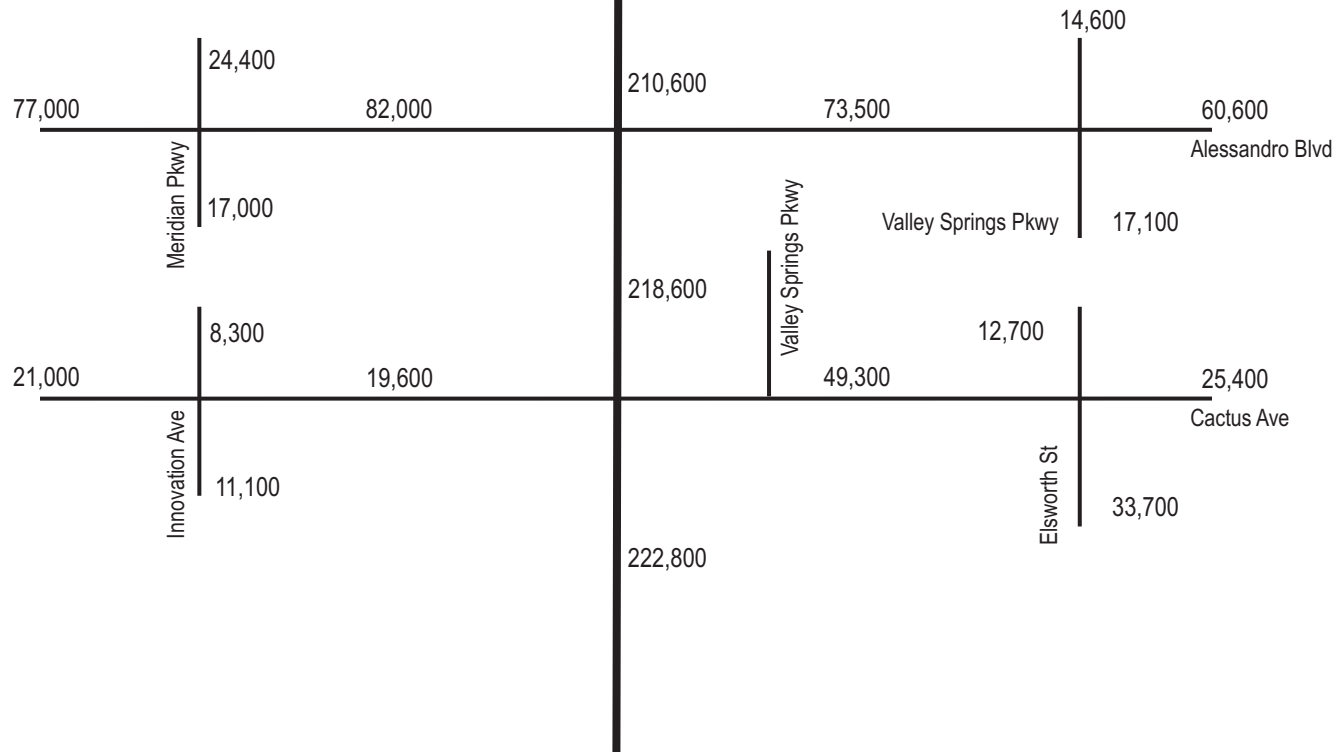 14,600
24,400
210,600
77,000
82,000
73,500
60,600
Alessandro Blvd
Meridian Pkwy
17,000
Valley Springs Pkwy
Valley Springs Pkwy
17,100
218,600
8,300
12,700
21,000
19,600
49,300
25,400
Cactus Ave
Innovation Ave
11,100
Elsworth St
33,700
222,800